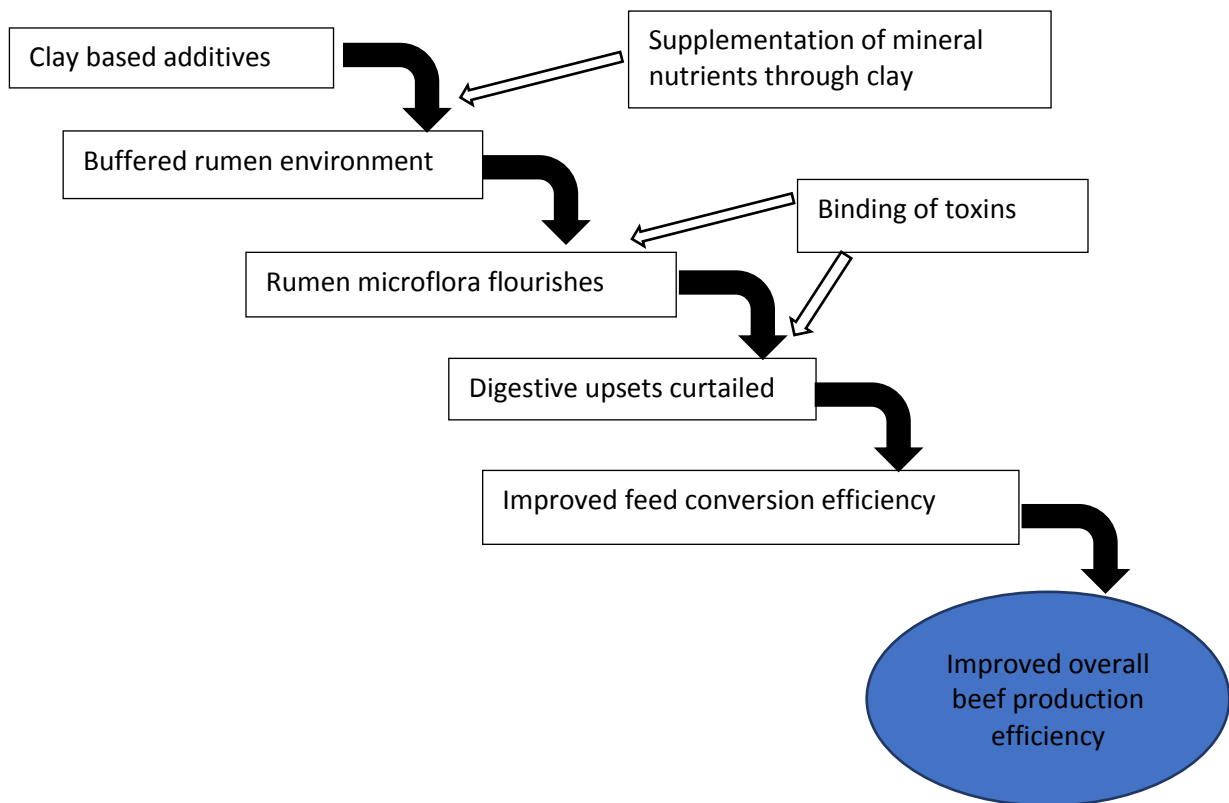 Clay based additives
Supplementation of mineral
nutrients through clay
Buffered rumen environment
Binding of toxins
Rumen microflora flourishes
Digestive upsets curtailed
Improved feed conversion efficiency
Improved overall
beef production
efficiency